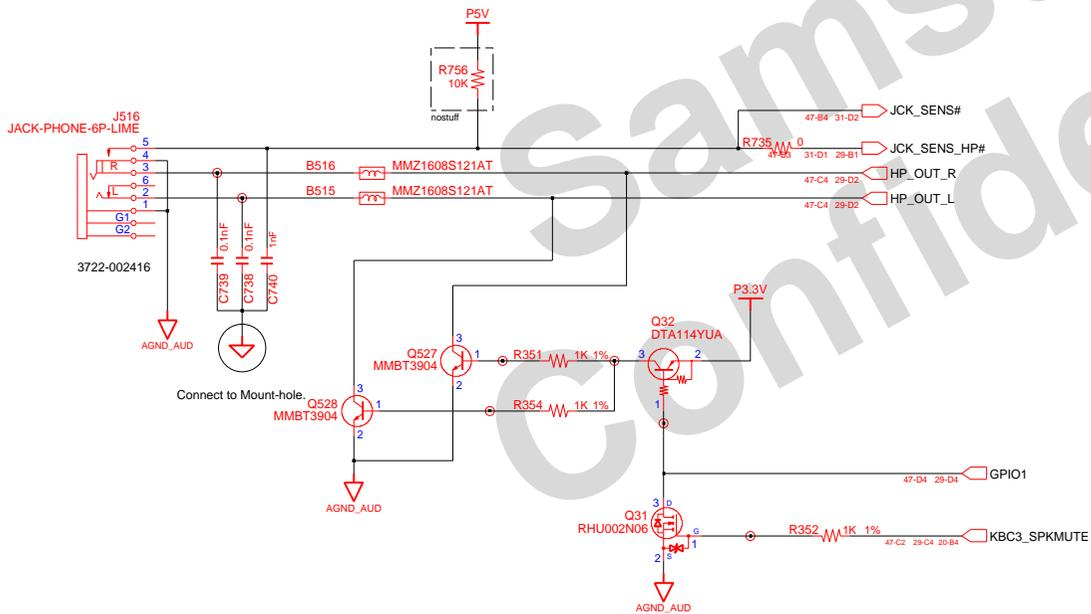 P5V
R756
10K
nostuff
J516
JACK-PHONE-6P-LIME
5
4
R
3
6
L
2
1
G1
G2
3722-002416
B516
MMZ1608S121AT
B515
MMZ1608S121AT
JCK_SENS#
47-B4 31-D2
R735
0
47-B3 31-D1 29-B1
JCK_SENS_HP#
HP_OUT_R
47-C4 29-D2
HP_OUT_L
47-C4 29-D2
0.1nF
0.1nF
1nF
C739
C738
C740
AGND_AUD
Connect to Mount-hole.
P3.3V
Q32
DTA114YUA
3
2
1
Q527
MMBT3904
3
1
2
R351
1K 1%
Q528
MMBT3904
3
1
2
R354
1K 1%
AGND_AUD
GPIO1
47-D4 29-D4
Q31
RHU002N06
3
D
G
1
2
S
R352
1K 1%
47-C2 29-C4 20-B4
KBC3_SPKMUTE
AGND_AUD
Sams
Confide